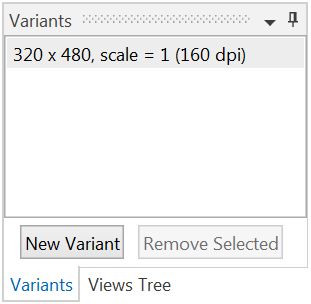 Variants
320 x 480, scale = 1 (160 dpi)
New Variant Remove Selected
Variants Views Tree